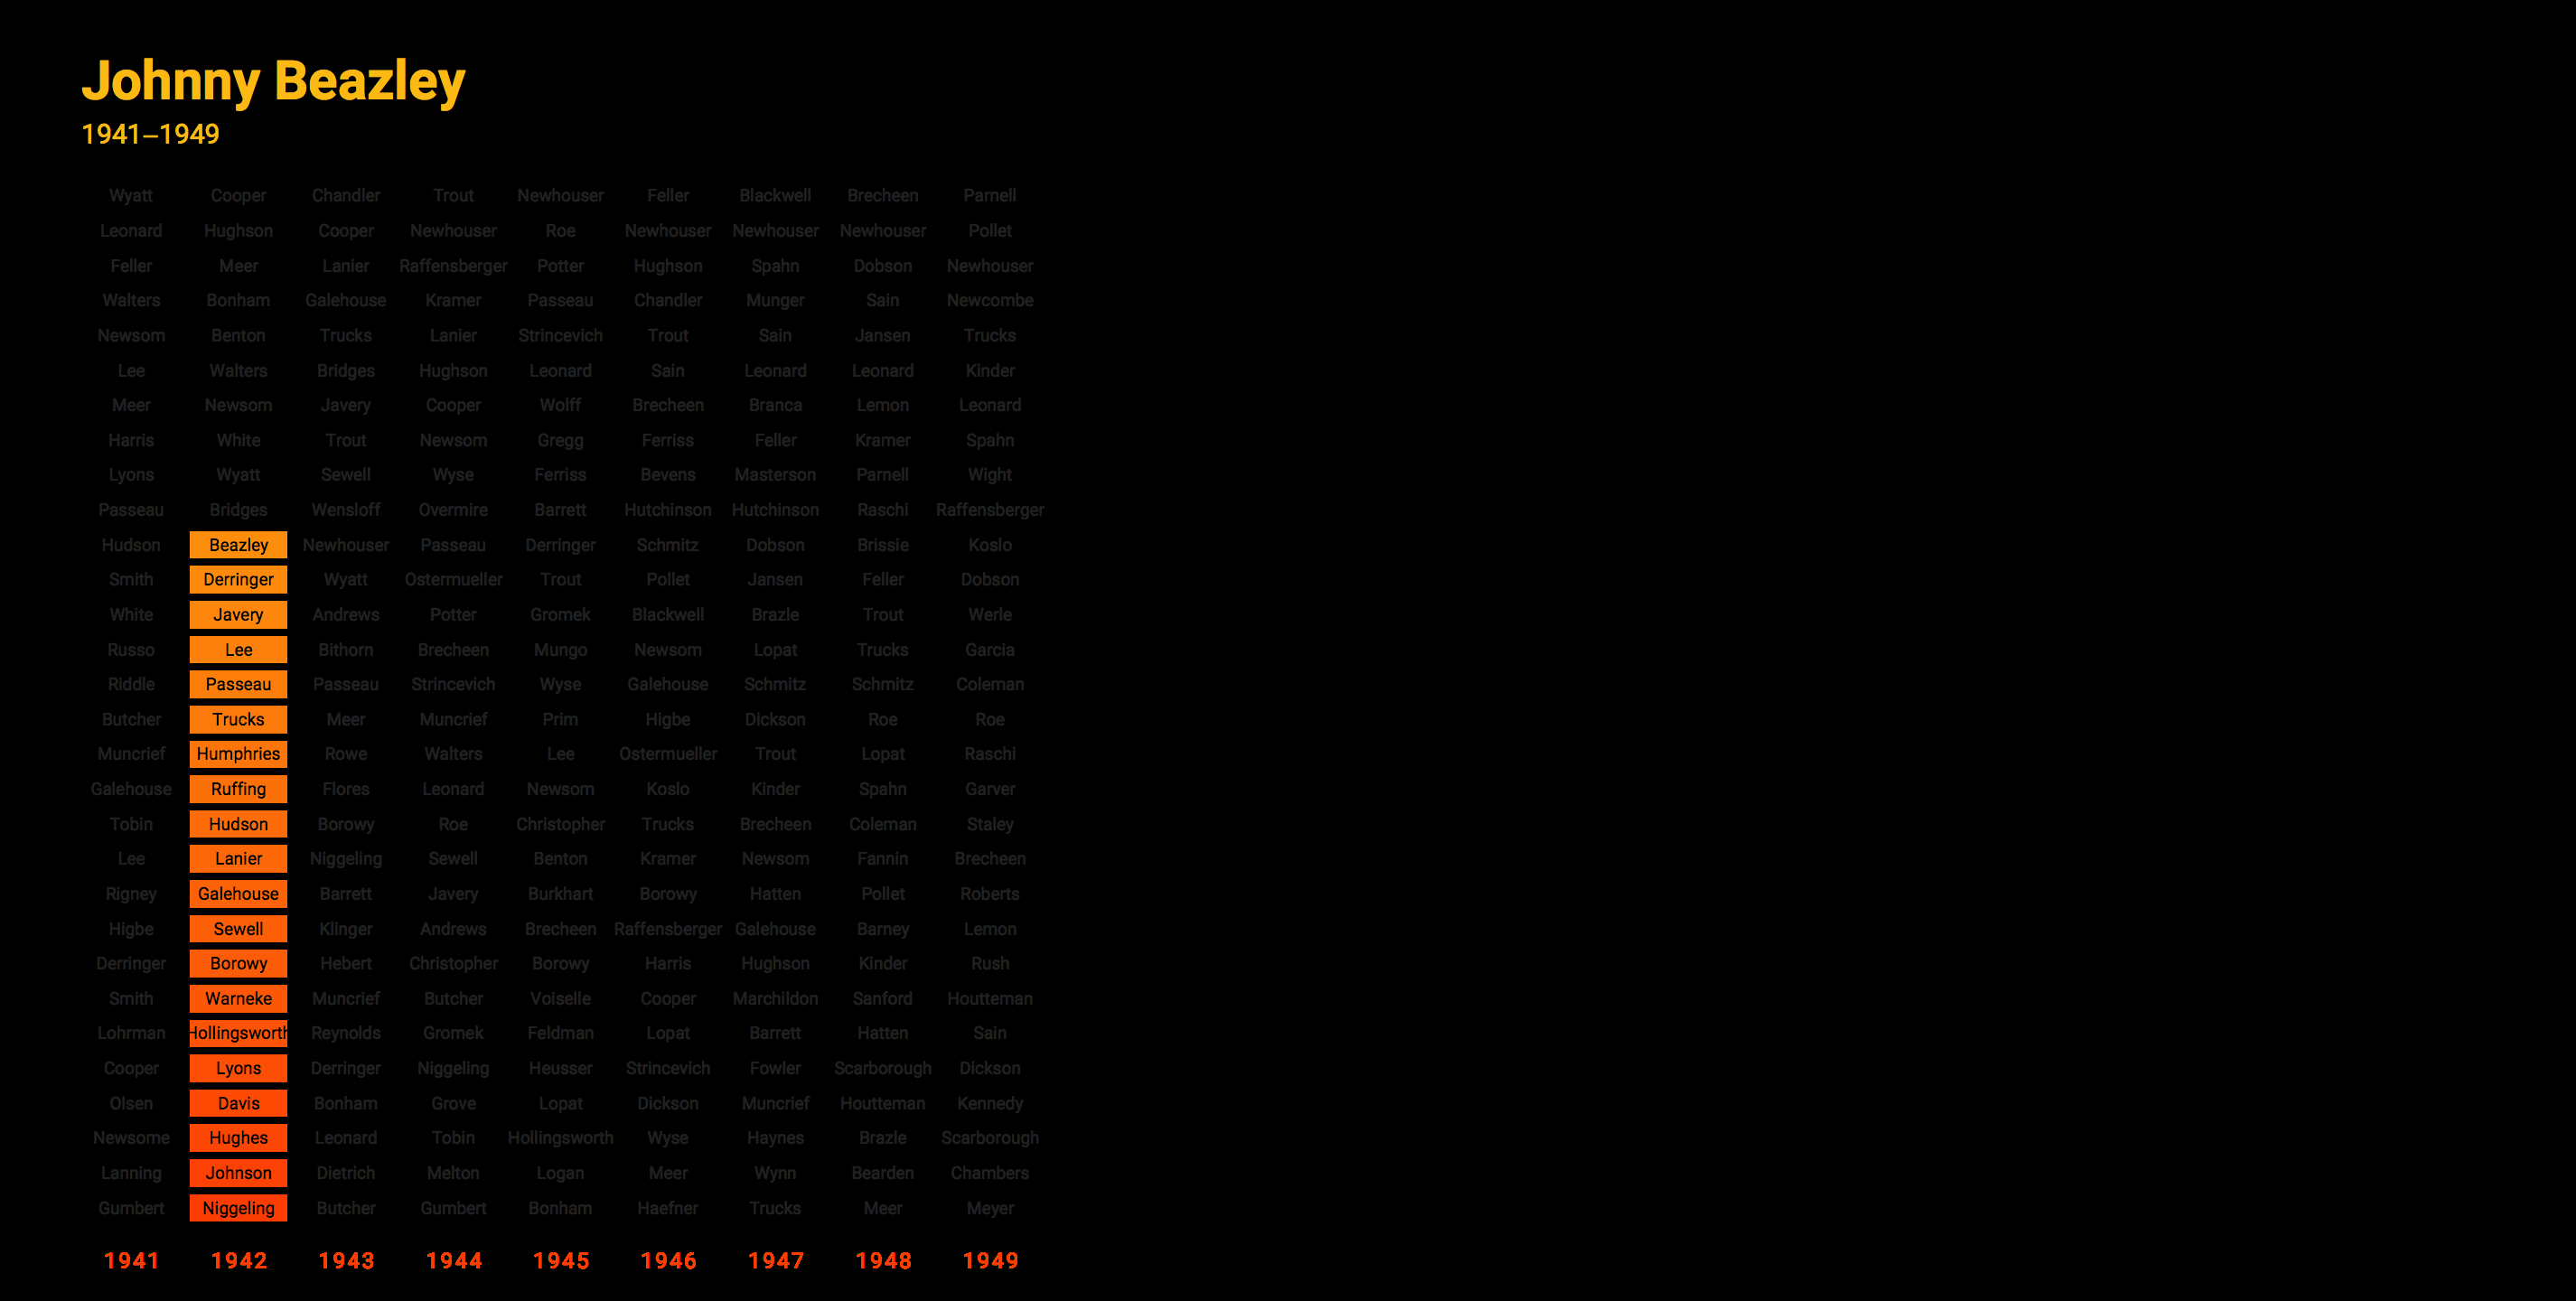 Johnny Beazley
1941–1949
Wyatt Cooper Chandler Trout Newhouser Feller Blackwell Brecheen Parnell
Leonard Hughson Cooper Newhouser Roe Newhouser Newhouser Newhouser Pollet
Feller Meer Lanier Raffensberger Potter Hughson Spahn Dobson Newhouser
Walters Bonham Galehouse Kramer Passeau Chandler Munger Sain Newcombe
Newsom Benton Trucks Lanier Strincevich Trout Sain Jansen Trucks
Lee Walters Bridges Hughson Leonard Sain Leonard Leonard Kinder
Meer Newsom Javery Cooper Wolff Brecheen Branca Lemon Leonard
Harris White Trout Newsom Gregg Ferriss Feller Kramer Spahn
Lyons Wyatt Sewell Wyse Ferriss Bevens Masterson Parnell Wight
Passeau Bridges Wensloff Overmire Barrett Hutchinson Hutchinson Raschi Raffensberger
Hudson Beazley Newhouser Passeau Derringer Schmitz Dobson Brissie Koslo
Smith Derringer Wyatt Ostermueller Trout Pollet Jansen Feller Dobson
White Javery Andrews Potter Gromek Blackwell Brazle Trout Werle
Russo Lee Bithorn Brecheen Mungo Newsom Lopat Trucks Garcia
Riddle Passeau Passeau Strincevich Wyse Galehouse Schmitz Schmitz Coleman
Butcher Trucks Meer Muncrief Prim Higbe Dickson Roe Roe
Muncrief Humphries Rowe Walters Lee Ostermueller Trout Lopat Raschi
Galehouse Ruffing Flores Leonard Newsom Koslo Kinder Spahn Garver
Tobin Hudson Borowy Roe Christopher Trucks Brecheen Coleman Staley
Lee Lanier Niggeling Sewell Benton Kramer Newsom Fannin Brecheen
Rigney Galehouse Barrett Javery Burkhart Borowy Hatten Pollet Roberts
Higbe Sewell Klinger Andrews Brecheen Raffensberger Galehouse Barney Lemon
Derringer Borowy Hebert Christopher Borowy Harris Hughson Kinder Rush
Smith Warneke Muncrief Butcher Voiselle Cooper Marchildon Sanford Houtteman
Lohrman Hollingsworth Reynolds Gromek Feldman Lopat Barrett Hatten Sain
Cooper Lyons Derringer Niggeling Heusser Strincevich Fowler Scarborough Dickson
Olsen Davis Bonham Grove Lopat Dickson Muncrief Houtteman Kennedy
Newsome Hughes Leonard Tobin Hollingsworth Wyse Haynes Brazle Scarborough
Lanning Johnson Dietrich Melton Logan Meer Wynn Bearden Chambers
Gumbert Niggeling Butcher Gumbert Bonham Haefner Trucks Meer Meyer
1941 1942 1943 1944 1945 1946 1947 1948 1949